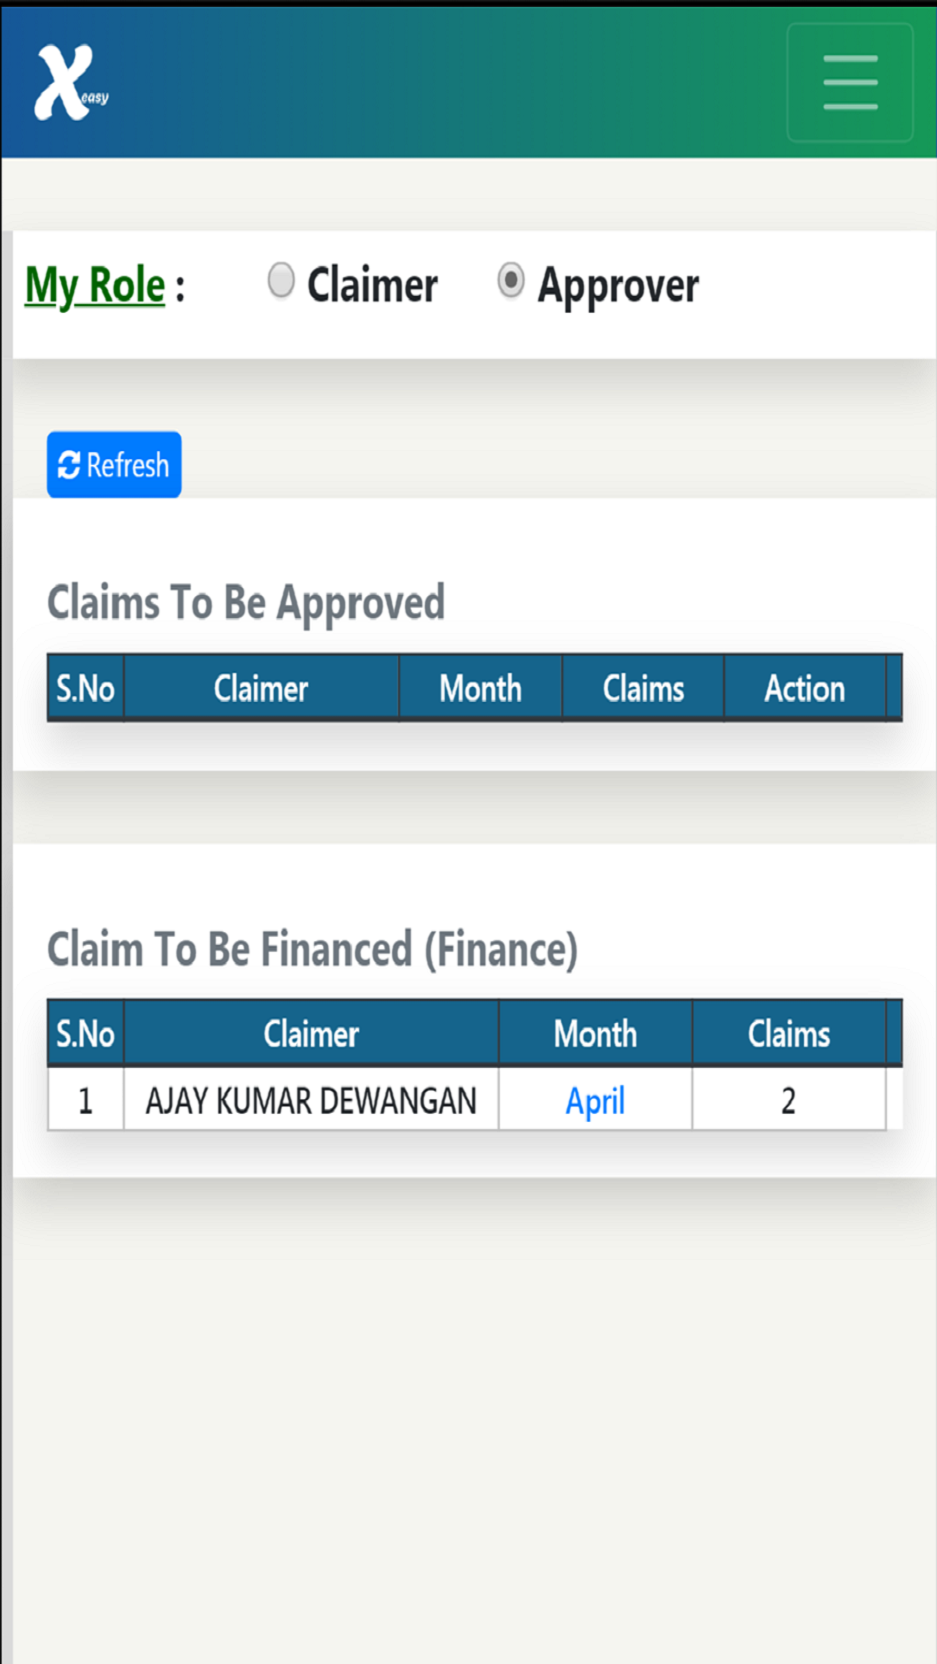 X easy
My Role : Claimer Approver
Refresh
Claims To Be Approved
S.No Claimer Month Claims Action
Claim To Be Financed (Finance)
S.No Claimer Month Claims
1 AJAY KUMAR DEWANGAN April 2